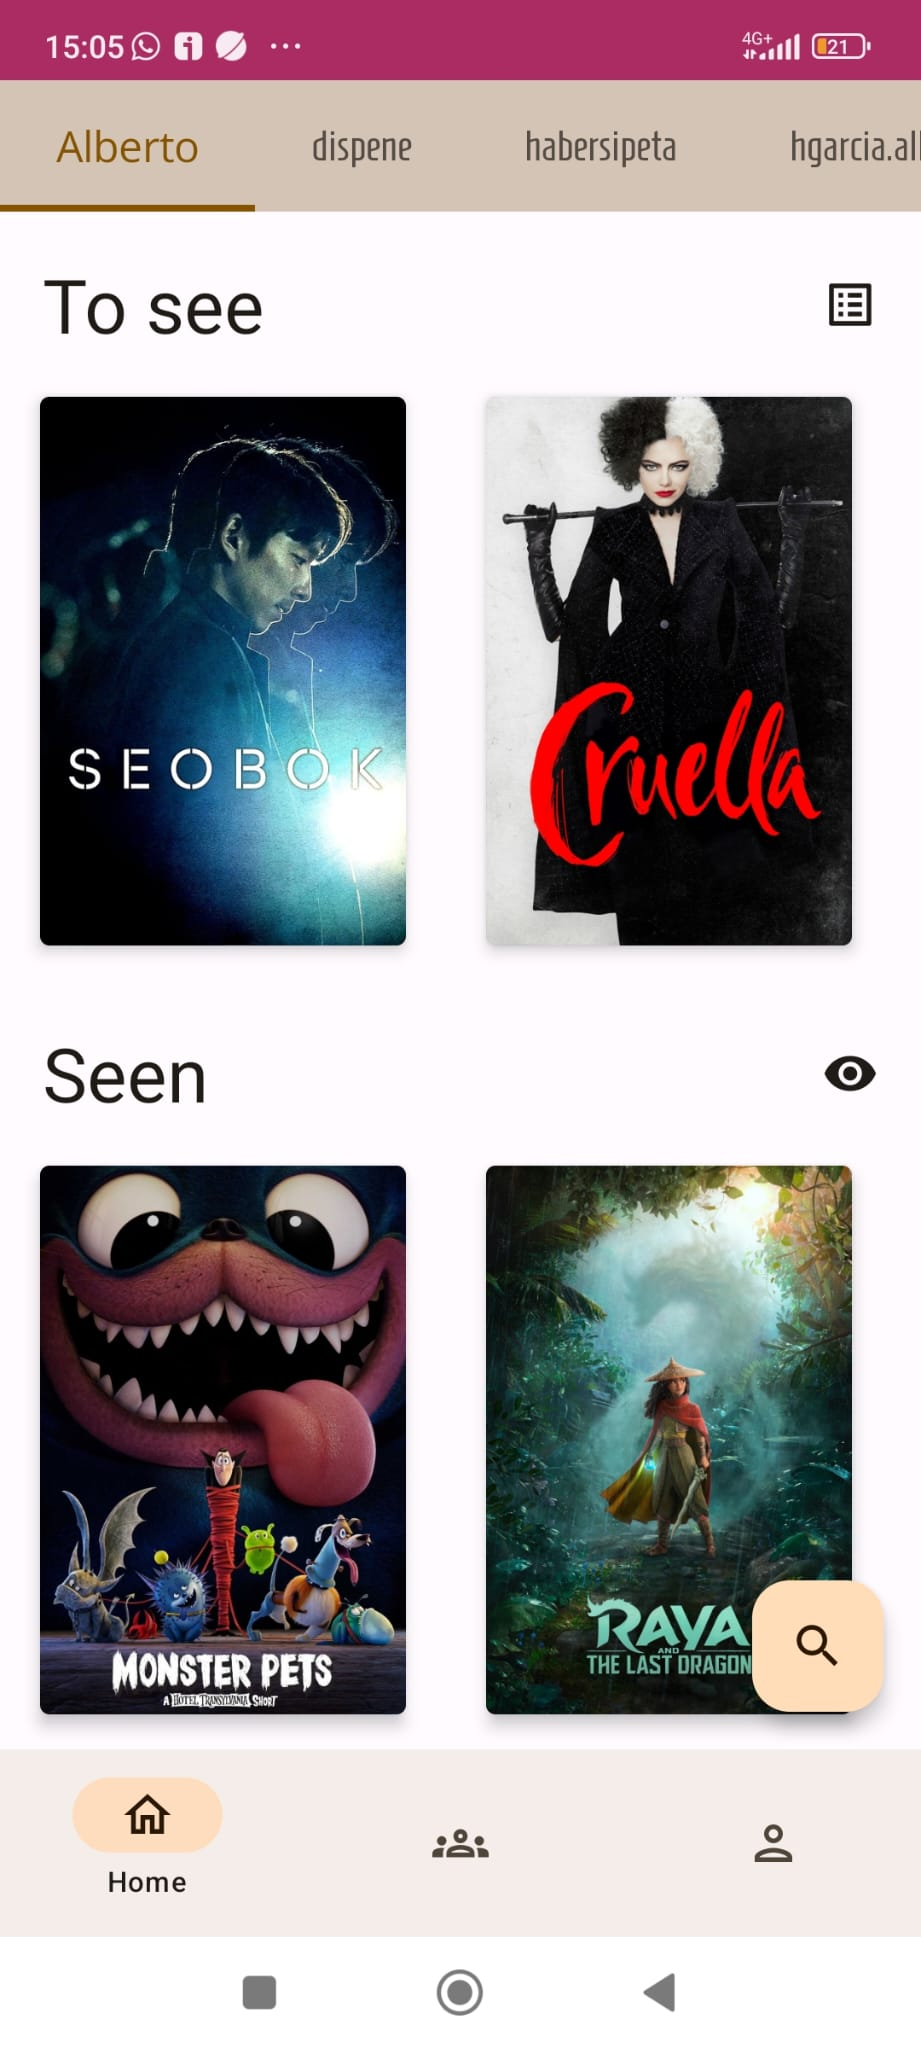 15:05
4G+
21
Alberto
dispene
habersipeta
hgarcia.al
To see
SEOBOK
Cruella
Seen
MONSTER PETS
A HOTEL TRANSYLVANIA SHORT
RAYA
AND
THE LAST DRAGON
Home